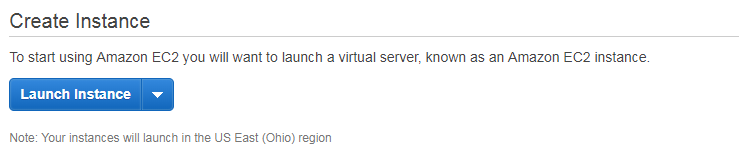 Create Instance
To start using Amazon EC2 you will want to launch a virtual server, known as an Amazon EC2 instance.
Launch Instance
Note: Your instances will launch in the US East (Ohio) region